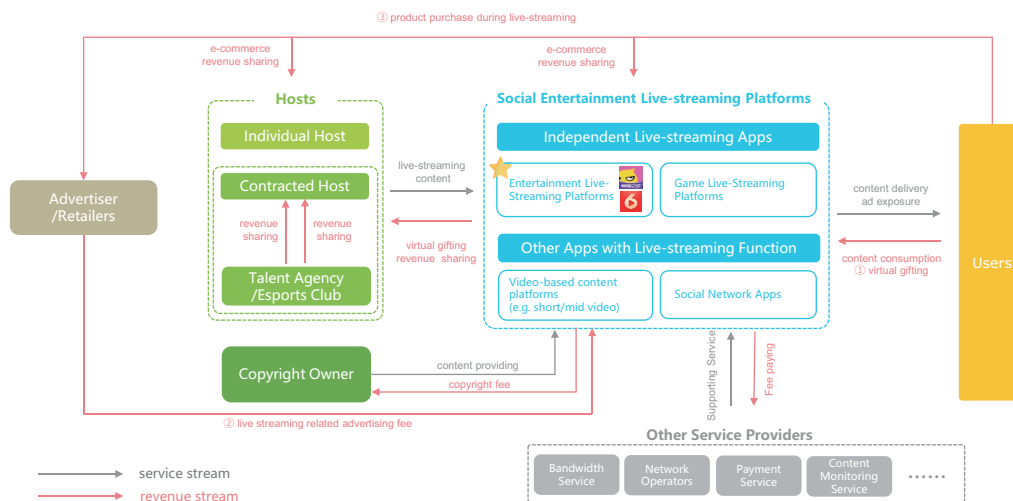 ③ product purchase during live-streaming
e-commerce
revenue sharing
e-commerce
revenue sharing
Hosts
Social Entertainment Live-streaming Platforms
Individual Host
Independent Live-streaming Apps
Contracted Host
live-streaming
content
Entertainment Live-
Streaming Platforms
Game Live-Streaming
Platforms
Advertiser
/Retailers
content delivery
ad exposure
revenue
sharing
revenue
sharing
virtual gifting
revenue sharing
Other Apps with Live-streaming Function
content consumption
① virtual gifting
Users
Talent Agency
/Esports Club
Video-based content
platforms
(e.g. short/mid video)
Social Network Apps
Copyright Owner
content providing
copyright fee
Supporting Service
Fee paying
② live streaming related advertising fee
Other Service Providers
service stream
revenue stream
Bandwidth
Service
Network
Operators
Payment
Service
Content
Monitoring
Service
······